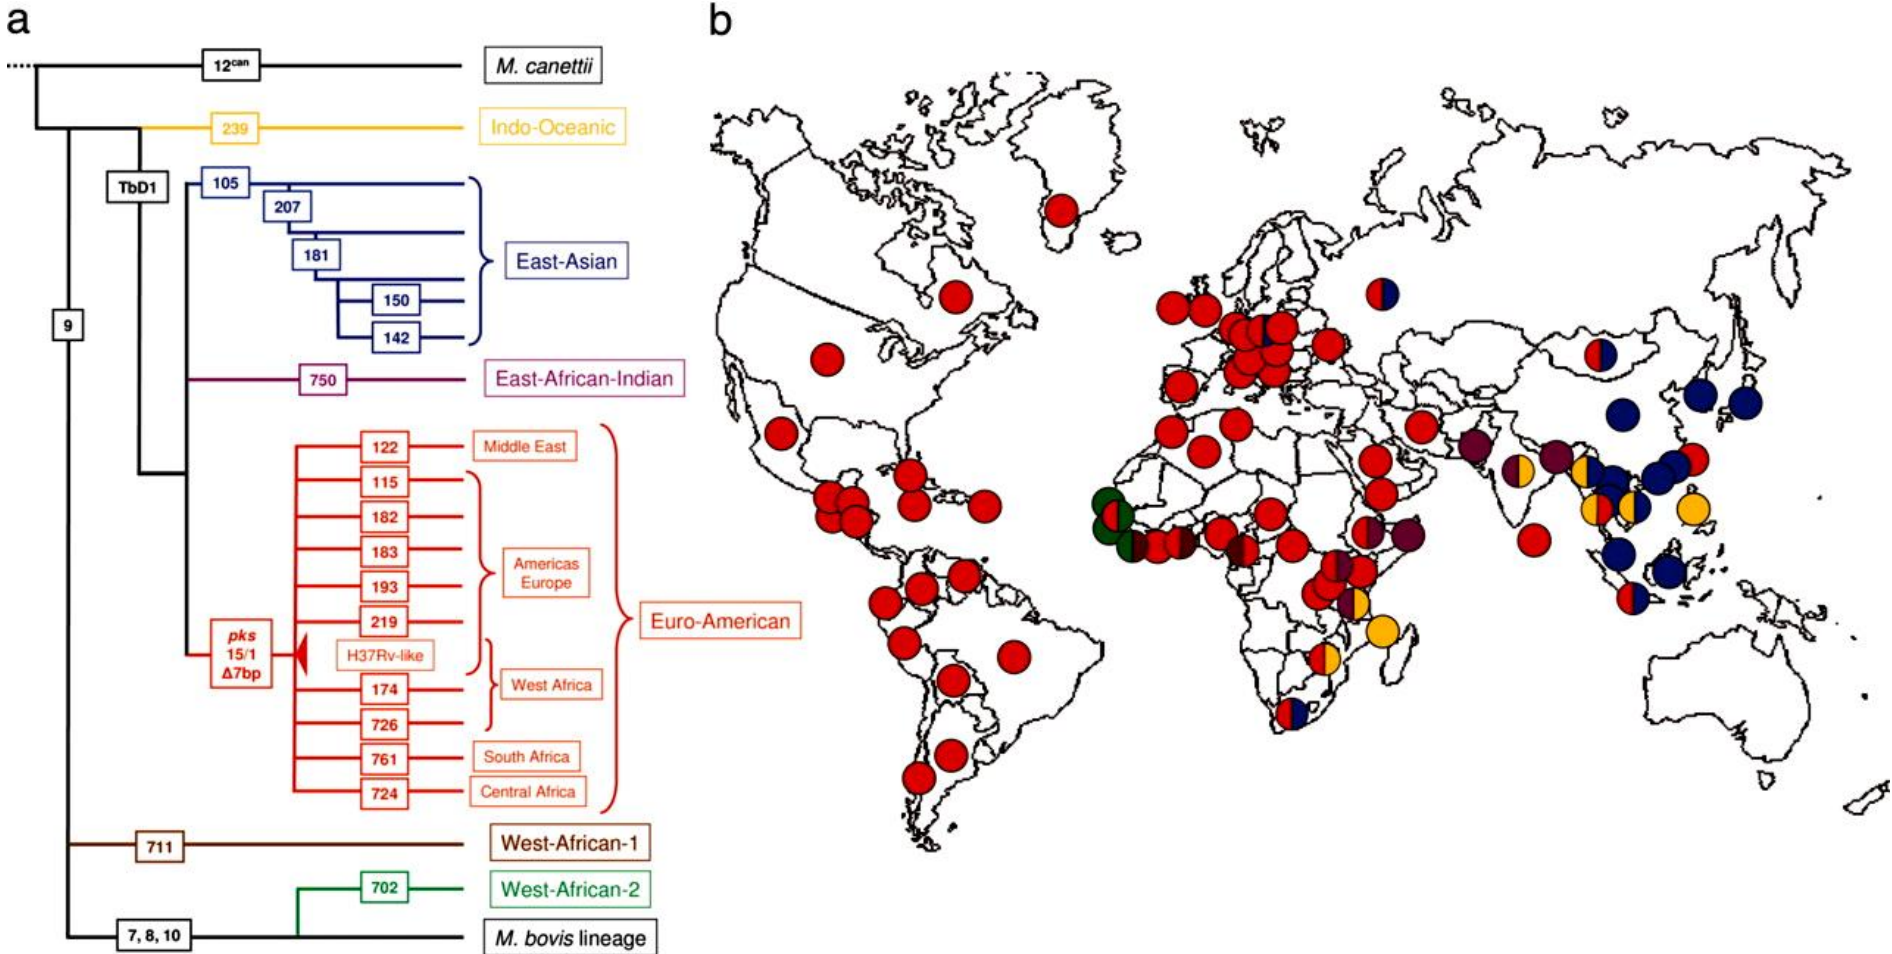 a
b
12can
M. canettii
239
Indo-Oceanic
TbD1
105
207
181
150
142
East-Asian
9
750
East-African-Indian
122
Middle East
115
182
183
193
219
Americas
Europe
H37Rv-like
pks
15/1
Δ7bp
174
726
West Africa
Euro-American
761
South Africa
724
Central Africa
711
West-African-1
702
West-African-2
7, 8, 10
M. bovis lineage